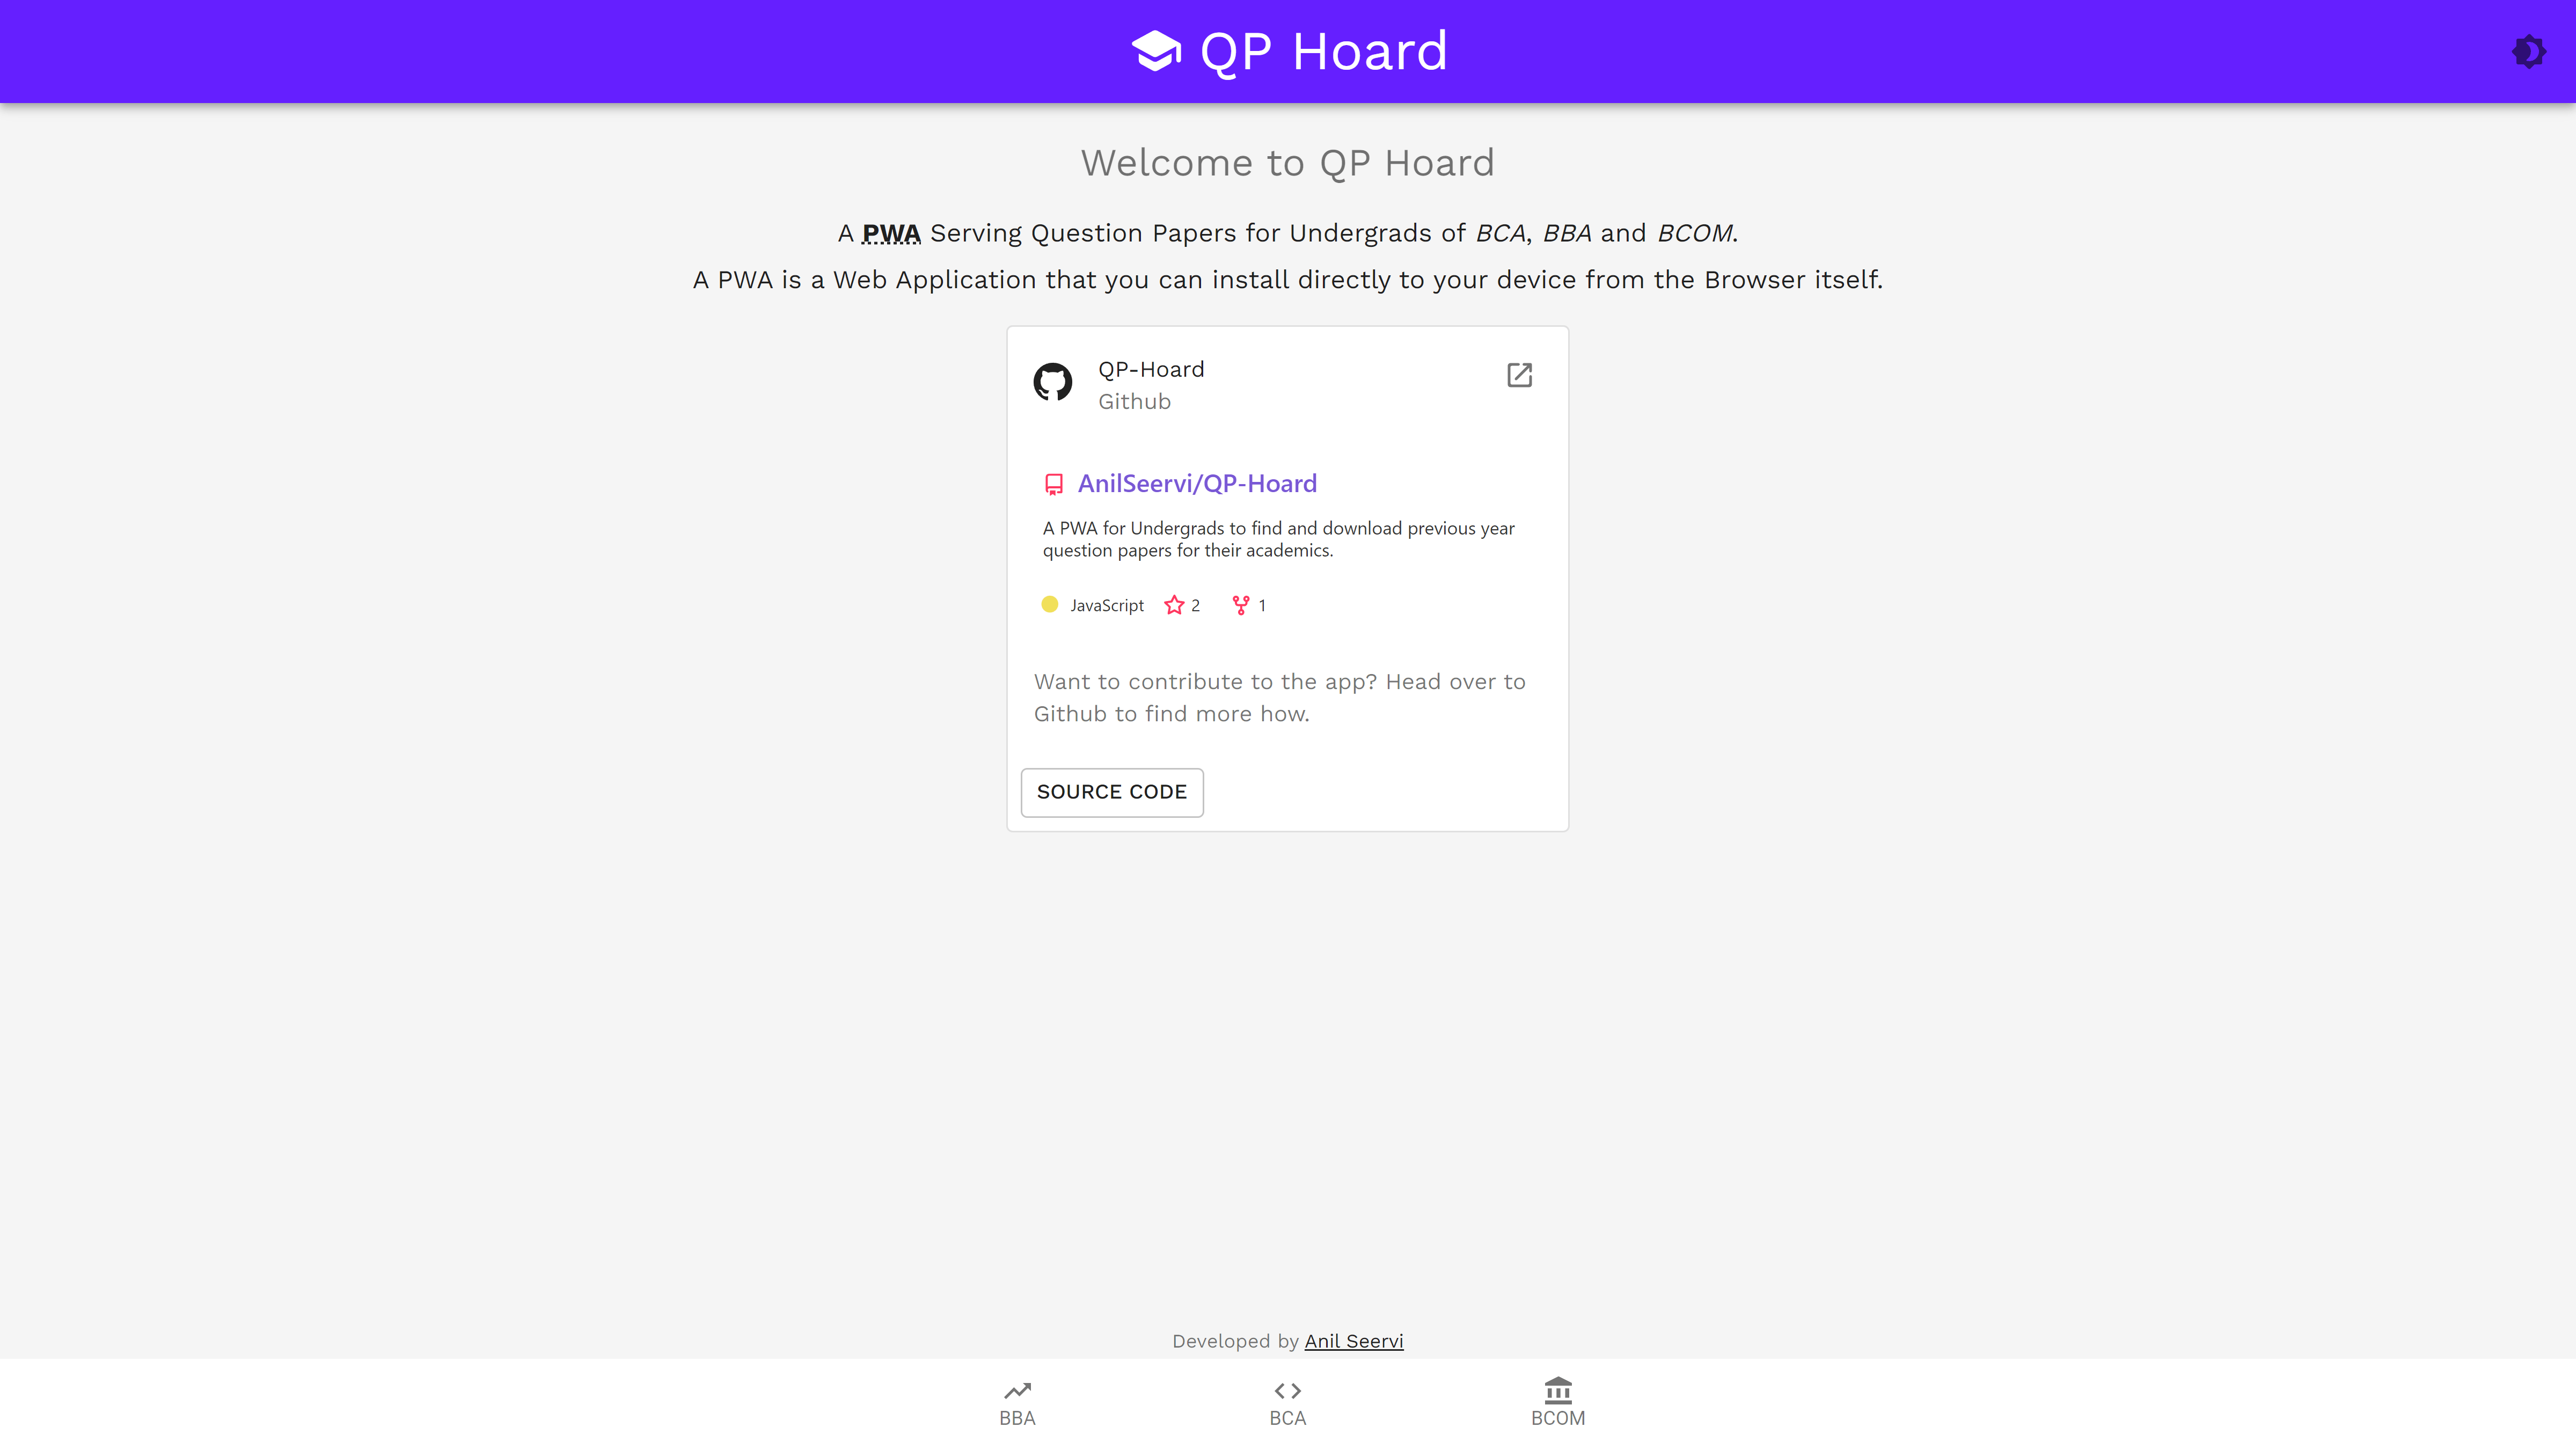 QP Hoard
Welcome to QP Hoard
A PWA Serving Question Papers for Undergrads of BCA, BBA and BCOM.
A PWA is a Web Application that you can install directly to your device from the Browser itself.
QP-Hoard
Github
AnilSeervi/QP-Hoard
A PWA for Undergrads to find and download previous year
question papers for their academics.
JavaScript 2 1
Want to contribute to the app? Head over to
Github to find more how.
SOURCE CODE
Developed by Anil Seervi
BBA BCA BCOM